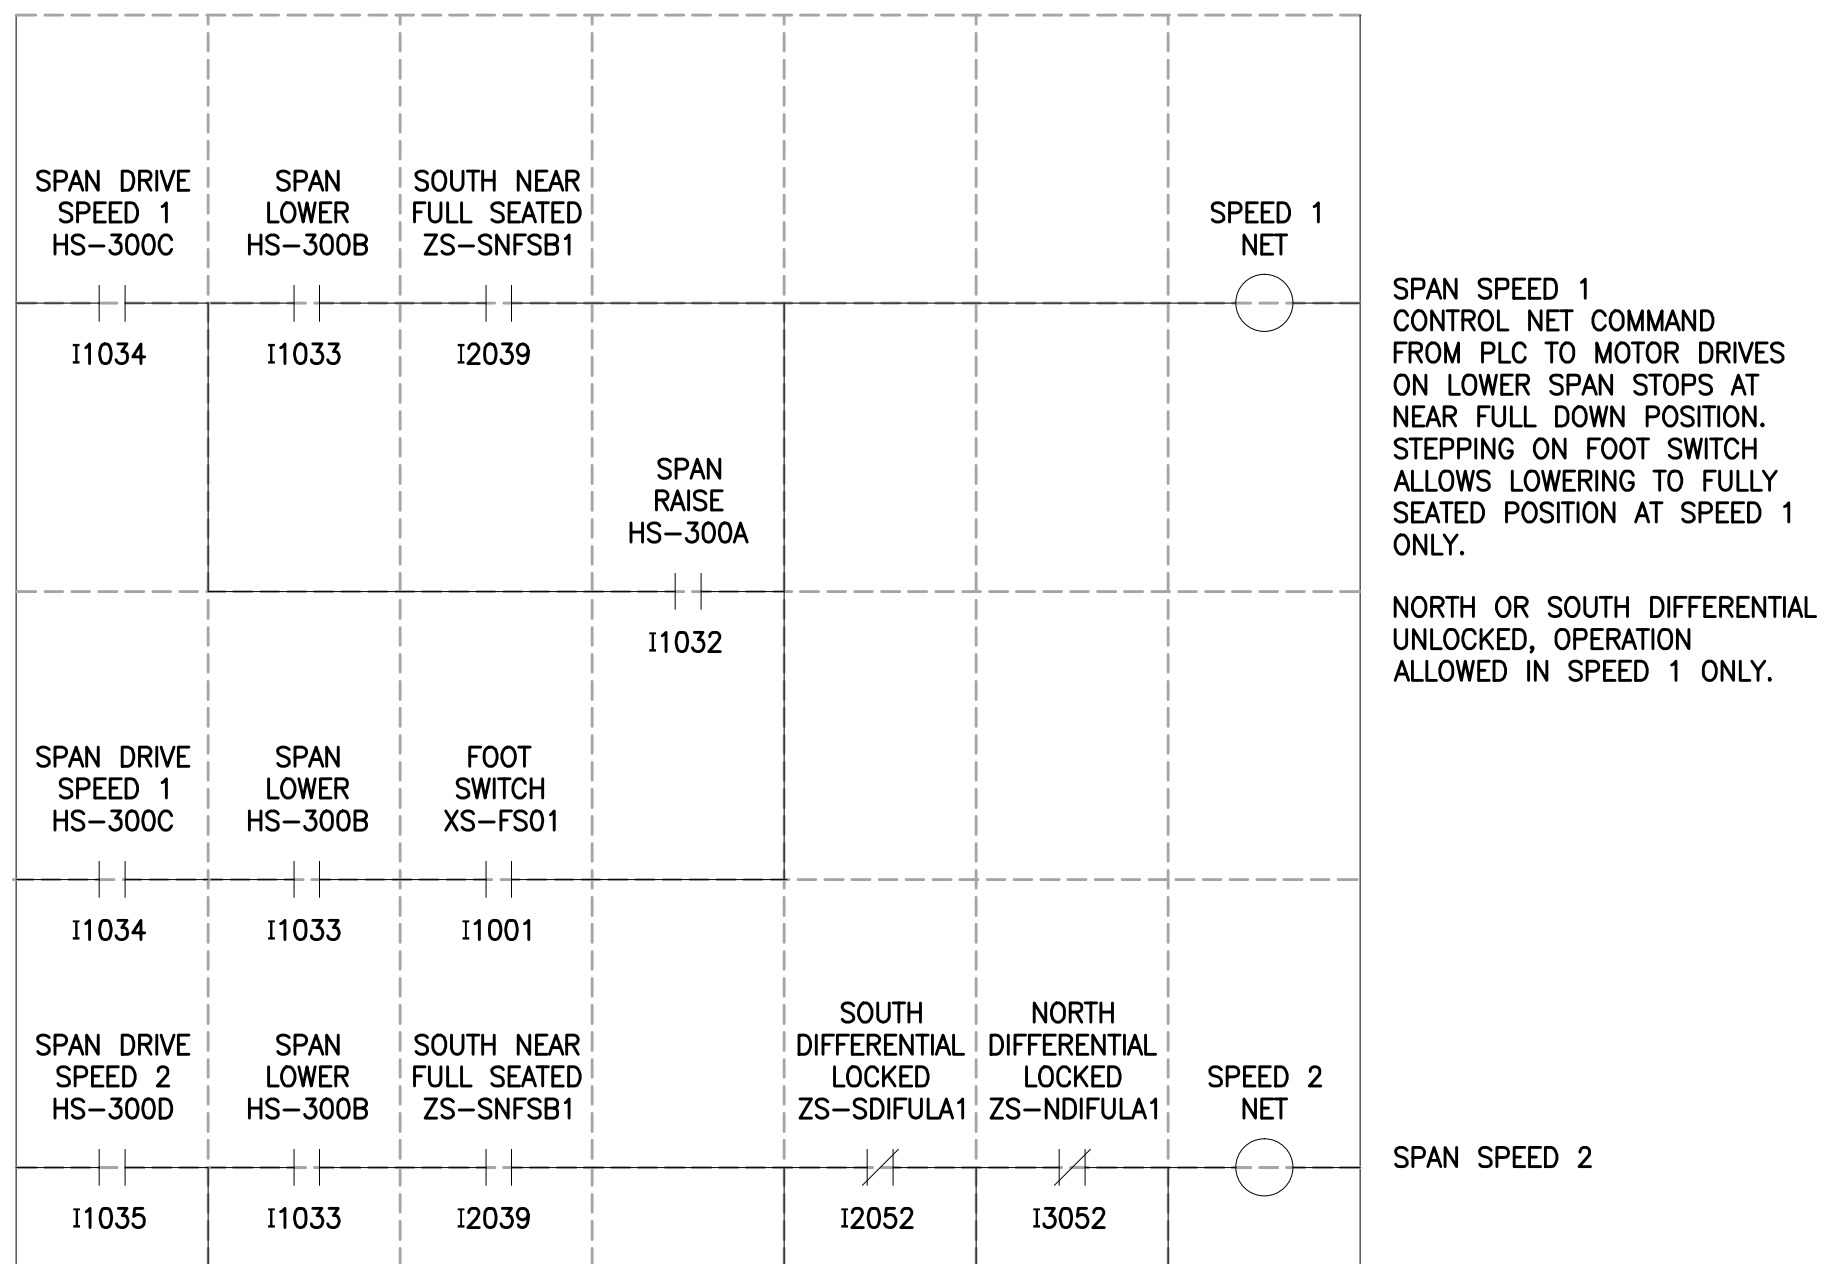 SPAN DRIVE
SPEED 1
HS-300C
SPAN
LOWER
HS-300B
SOUTH NEAR
FULL SEATED
ZS-SNFSB1
SPEED 1
NET
I1034
I1033
I2039
SPAN SPEED 1
CONTROL NET COMMAND
FROM PLC TO MOTOR DRIVES
ON LOWER SPAN STOPS AT
NEAR FULL DOWN POSITION.
STEPPING ON FOOT SWITCH
ALLOWS LOWERING TO FULLY
SEATED POSITION AT SPEED 1
ONLY.
NORTH OR SOUTH DIFFERENTIAL
UNLOCKED, OPERATION
ALLOWED IN SPEED 1 ONLY.
SPAN
RAISE
HS-300A
I1032
SPAN DRIVE
SPEED 1
HS-300C
SPAN
LOWER
HS-300B
FOOT
SWITCH
XS-FS01
I1034
I1033
I1001
SPAN DRIVE
SPEED 2
HS-300D
SPAN
LOWER
HS-300B
SOUTH NEAR
FULL SEATED
ZS-SNFSB1
SOUTH
DIFFERENTIAL
LOCKED
ZS-SDIFULA1
NORTH
DIFFERENTIAL
LOCKED
ZS-NDIFULA1
SPEED 2
NET
SPAN SPEED 2
I1035
I1033
I2039
I2052
I3052